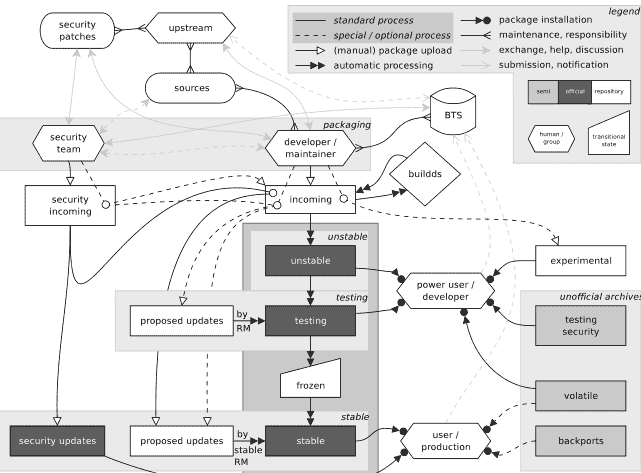 security
patches
upstream
sources
legend
standard process
special / optional process
(manual) package upload
automatic processing
package installation
maintenance, responsibility
exchange, help, discussion
submission, notification
semi
official
repository
human /
group
transitional
state
packaging
security
team
developer /
maintainer
BTS
security
incoming
incoming
buildds
unstable
unstable
power user /
developer
experimental
testing
proposed updates
by
RM
testing
unofficial archives
testing
security
frozen
volatile
stable
security updates
proposed updates
by
stable
RM
stable
user /
production
backports